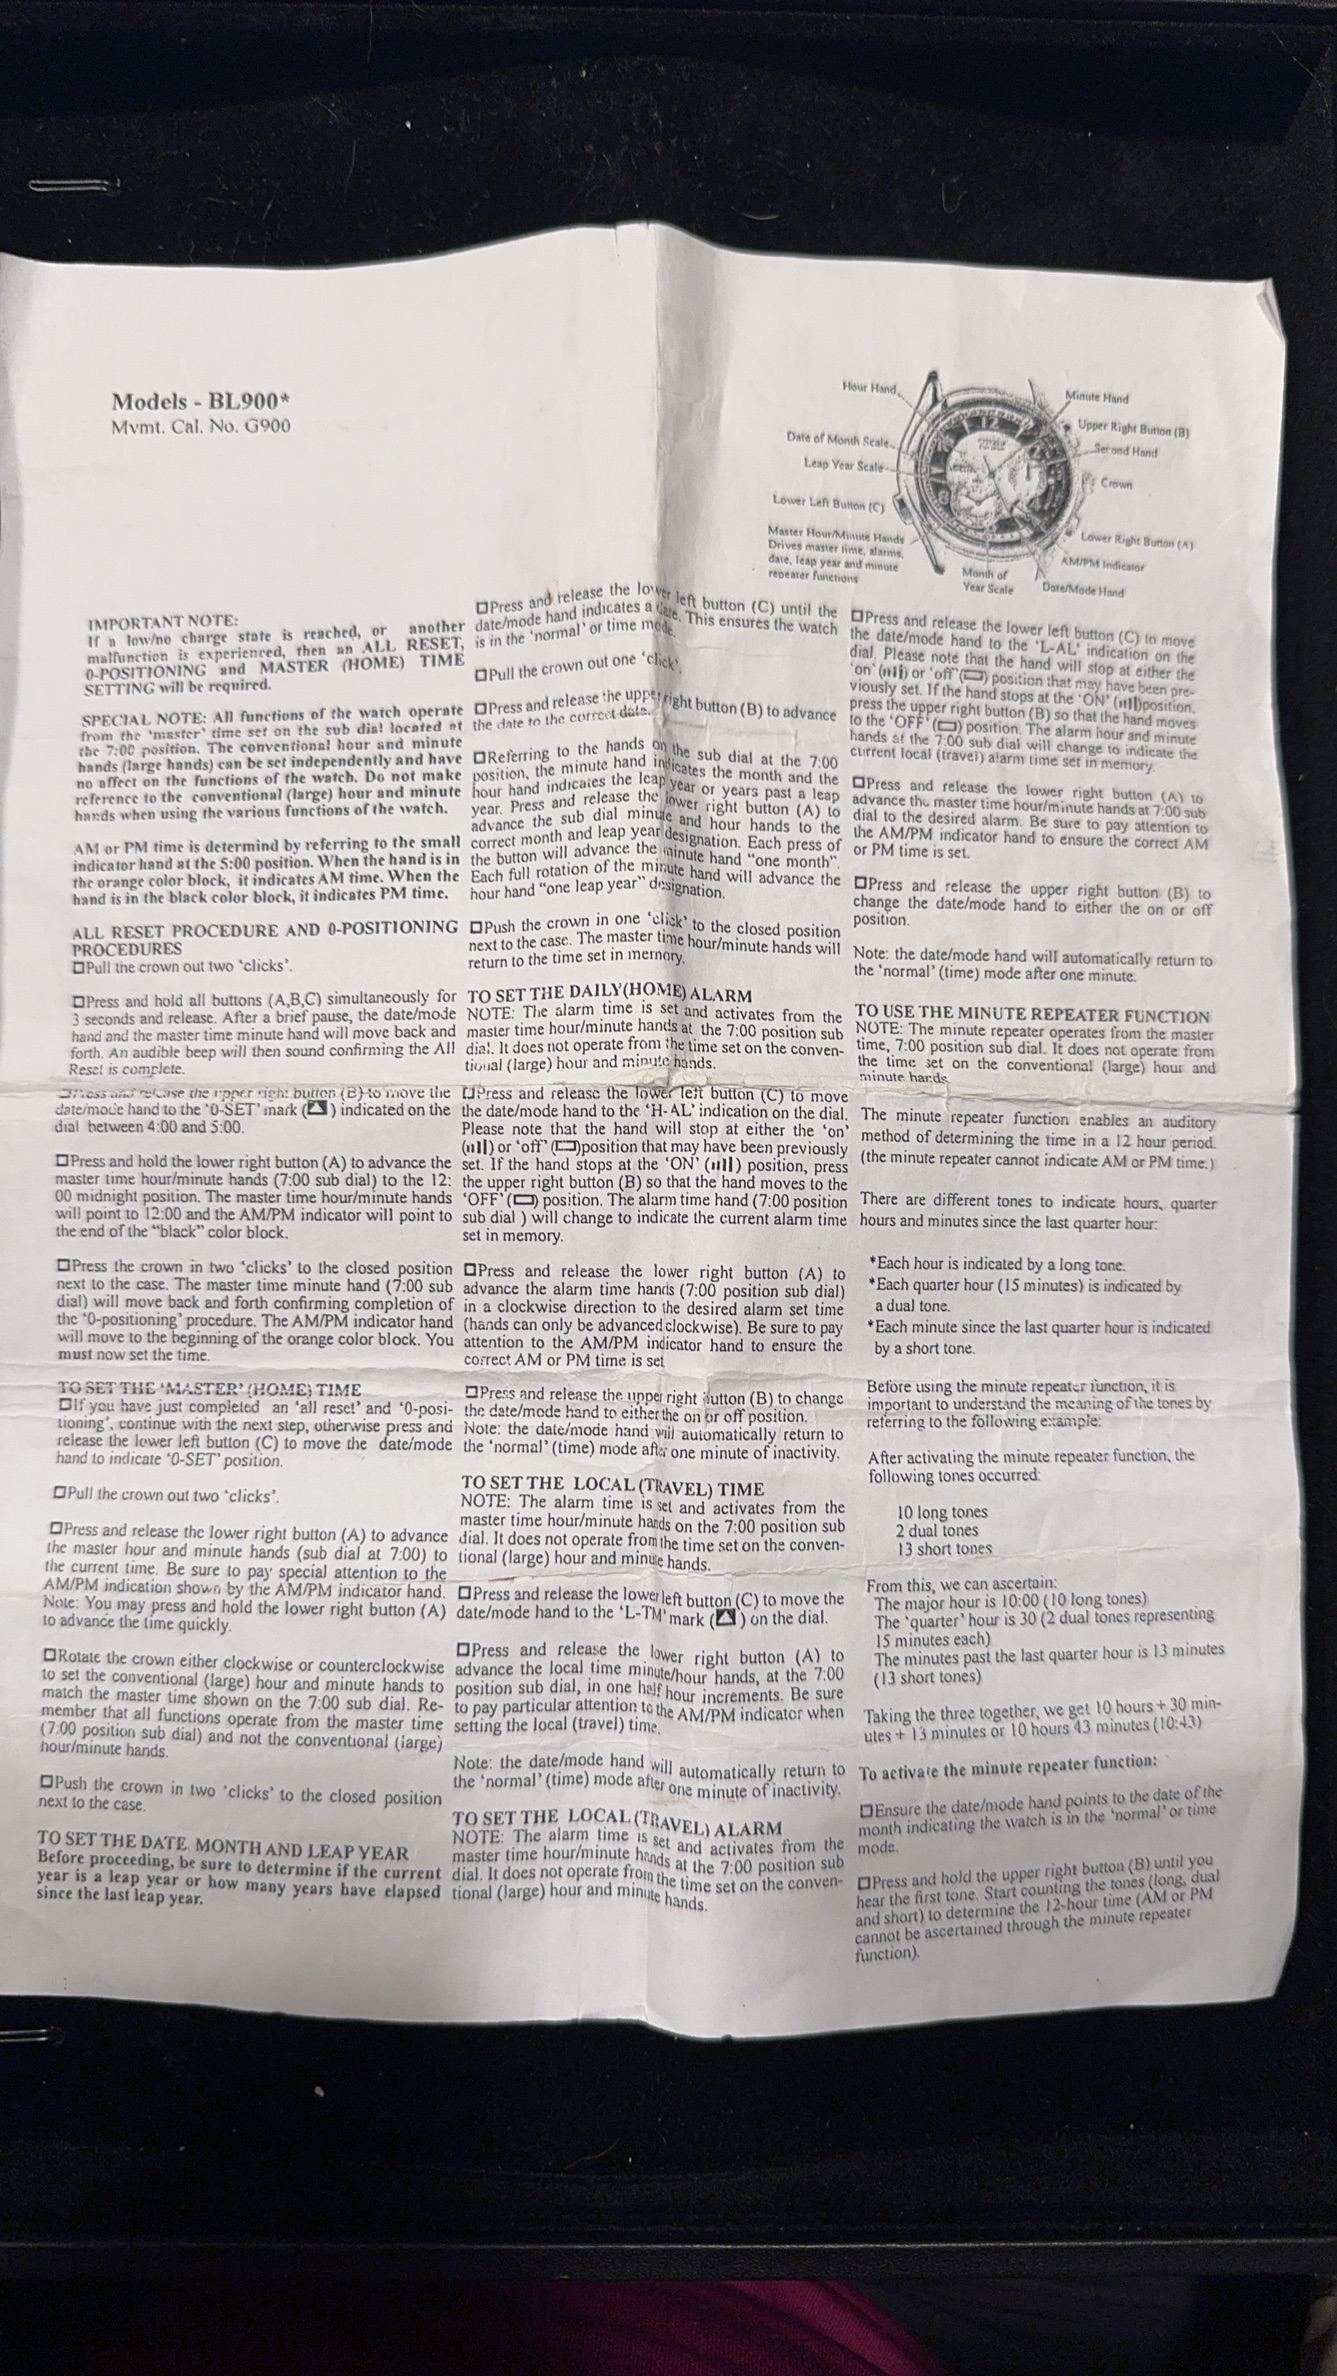 Models - BL900*
Mvmt. Cal. No. G900
Hour Hand
Date of Month Scale
Leap Year Scale
Lower Left Button (C)
Master Hour/Minute Hands
Drives master time, alarms,
date, leap year and minute
repeater functions
Minute Hand
Upper Right Button (B)
Second Hand
Crown
Lower Right Button (A)
AM/PM Indicator
Month of
Year Scale
Date/Mode Hand
IMPORTANT NOTE:
If a low/no charge state is reached, or another
malfunction is experienced, then an ALL RESET,
0-POSITIONING and MASTER (HOME) TIME
SETTING will be required.
SPECIAL NOTE: All functions of the watch operate
from the 'master' time set on the sub dial located at
the 7:00 position. The conventional hour and minute
hands (large hands) can be set independently and have
no affect on the functions of the watch. Do not make
reference to the conventional (large) hour and minute
hands when using the various functions of the watch.
AM or PM time is determind by referring to the small
indicator hand at the 5:00 position. When the hand is in
the orange color block, it indicates AM time. When the
hand is in the black color block, it indicates PM time.
ALL RESET PROCEDURE AND 0-POSITIONING
PROCEDURES
☐Pull the crown out two 'clicks'.
☐Press and hold all buttons (A,B,C) simultaneously for
3 seconds and release. After a brief pause, the date/mode
hand and the master time minute hand will move back and
forth. An audible beep will then sound confirming the All
Reset is complete.
☐Press and release the upper right button (B) to move the
date/mode hand to the '0-SET' mark ( ) indicated on the
dial between 4:00 and 5:00.
☐Press and hold the lower right button (A) to advance the
master time hour/minute hands (7:00 sub dial) to the 12:
00 midnight position. The master time hour/minute hands
will point to 12:00 and the AM/PM indicator will point to
the end of the "black" color block.
☐Press the crown in two 'clicks' to the closed position
next to the case. The master time minute hand (7:00 sub
dial) will move back and forth confirming completion of
the '0-positioning' procedure. The AM/PM indicator hand
will move to the beginning of the orange color block. You
must now set the time.
TO SET THE 'MASTER' (HOME) TIME
☐If you have just completed an 'all reset' and '0-posi-
tioning', continue with the next step, otherwise press and
release the lower left button (C) to move the date/mode
hand to indicate '0-SET' position.
☐Pull the crown out two 'clicks'.
☐Press and release the lower right button (A) to advance
the master hour and minute hands (sub dial at 7:00) to
the current time. Be sure to pay special attention to the
AM/PM indication shown by the AM/PM indicator hand.
Note: You may press and hold the lower right button (A)
to advance the time quickly.
☐Rotate the crown either clockwise or counterclockwise
to set the conventional (large) hour and minute hands to
match the master time shown on the 7:00 sub dial. Re-
member that all functions operate from the master time
(7:00 position sub dial) and not the conventional (large)
hour/minute hands.
☐Push the crown in two 'clicks' to the closed position
next to the case.
TO SET THE DATE, MONTH AND LEAP YEAR
Before proceeding, be sure to determine if the current
year is a leap year or how many years have elapsed
since the last leap year.
☐Press and release the lower left button (C) until the
date/mode hand indicates a date. This ensures the watch
is in the 'normal' or time mode.
☐Pull the crown out one 'click'.
☐Press and release the upper right button (B) to advance
the date to the correct date.
☐Referring to the hands on the sub dial at the 7:00
position, the minute hand indicates the month and the
hour hand indicates the leap year or years past a leap
year. Press and release the lower right button (A) to
advance the sub dial minute and hour hands to the
correct month and leap year designation. Each press of
the button will advance the minute hand "one month".
Each full rotation of the minute hand will advance the
hour hand "one leap year" designation.
☐Push the crown in one 'click' to the closed position
next to the case. The master time hour/minute hands will
return to the time set in memory.
TO SET THE DAILY(HOME) ALARM
NOTE: The alarm time is set and activates from the
master time hour/minute hands at the 7:00 position sub
dial. It does not operate from the time set on the conven-
tional (large) hour and minute hands.
☐Press and release the lower left button (C) to move
the date/mode hand to the 'H-AL' indication on the dial.
Please note that the hand will stop at either the 'on'
( ) or 'off' ( )position that may have been previously
set. If the hand stops at the 'ON' ( ) position, press
the upper right button (B) so that the hand moves to the
'OFF' ( ) position. The alarm time hand (7:00 position
sub dial ) will change to indicate the current alarm time
set in memory.
☐Press and release the lower right button (A) to
advance the alarm time hands (7:00 position sub dial)
in a clockwise direction to the desired alarm set time
(hands can only be advanced clockwise). Be sure to pay
attention to the AM/PM indicator hand to ensure the
correct AM or PM time is set
☐Press and release the upper right button (B) to change
the date/mode hand to either the on or off position.
Note: the date/mode hand will automatically return to
the 'normal' (time) mode after one minute of inactivity.
TO SET THE LOCAL (TRAVEL) TIME
NOTE: The alarm time is set and activates from the
master time hour/minute hands on the 7:00 position sub
dial. It does not operate from the time set on the conven-
tional (large) hour and minute hands.
☐Press and release the lower left button (C) to move the
date/mode hand to the 'L-TM' mark ( ) on the dial.
☐Press and release the lower right button (A) to
advance the local time minute/hour hands, at the 7:00
position sub dial, in one half hour increments. Be sure
to pay particular attention to the AM/PM indicator when
setting the local (travel) time.
Note: the date/mode hand will automatically return to
the 'normal' (time) mode after one minute of inactivity.
TO SET THE LOCAL (TRAVEL) ALARM
NOTE: The alarm time is set and activates from the
master time hour/minute hands at the 7:00 position sub
dial. It does not operate from the time set on the conven-
tional (large) hour and minute hands.
☐Press and release the lower left button (C) to move
the date/mode hand to the 'L-AL' indication on the
dial. Please note that the hand will stop at either the
'on' ( ) or 'off' ( ) position that may have been pre-
viously set. If the hand stops at the 'ON' ( )position,
press the upper right button (B) so that the hand moves
to the 'OFF' ( ) position. The alarm hour and minute
hands at the 7:00 sub dial will change to indicate the
current local (travel) alarm time set in memory.
☐Press and release the lower right button (A) to
advance the master time hour/minute hands at 7:00 sub
dial to the desired alarm. Be sure to pay attention to
the AM/PM indicator hand to ensure the correct AM
or PM time is set.
☐Press and release the upper right button (B) to
change the date/mode hand to either the on or off
position.
Note: the date/mode hand will automatically return to
the 'normal' (time) mode after one minute.
TO USE THE MINUTE REPEATER FUNCTION
NOTE: The minute repeater operates from the master
time, 7:00 position sub dial. It does not operate from
the time set on the conventional (large) hour and
minute hands.
The minute repeater function enables an auditory
method of determining the time in a 12 hour period.
(the minute repeater cannot indicate AM or PM time.)
There are different tones to indicate hours, quarter
hours and minutes since the last quarter hour:
*Each hour is indicated by a long tone.
*Each quarter hour (15 minutes) is indicated by
a dual tone.
*Each minute since the last quarter hour is indicated
by a short tone.
Before using the minute repeater function, it is
important to understand the meaning of the tones by
referring to the following example:
After activating the minute repeater function, the
following tones occurred:
10 long tones
2 dual tones
13 short tones
From this, we can ascertain:
The major hour is 10:00 (10 long tones)
The 'quarter' hour is 30 (2 dual tones representing
15 minutes each)
The minutes past the last quarter hour is 13 minutes
(13 short tones)
Taking the three together, we get 10 hours + 30 min-
utes + 13 minutes or 10 hours 43 minutes (10:43)
To activate the minute repeater function:
☐Ensure the date/mode hand points to the date of the
month indicating the watch is in the 'normal' or time
mode.
☐Press and hold the upper right button (B) until you
hear the first tone. Start counting the tones (long, dual
and short) to determine the 12-hour time (AM or PM
cannot be ascertained through the minute repeater
function).